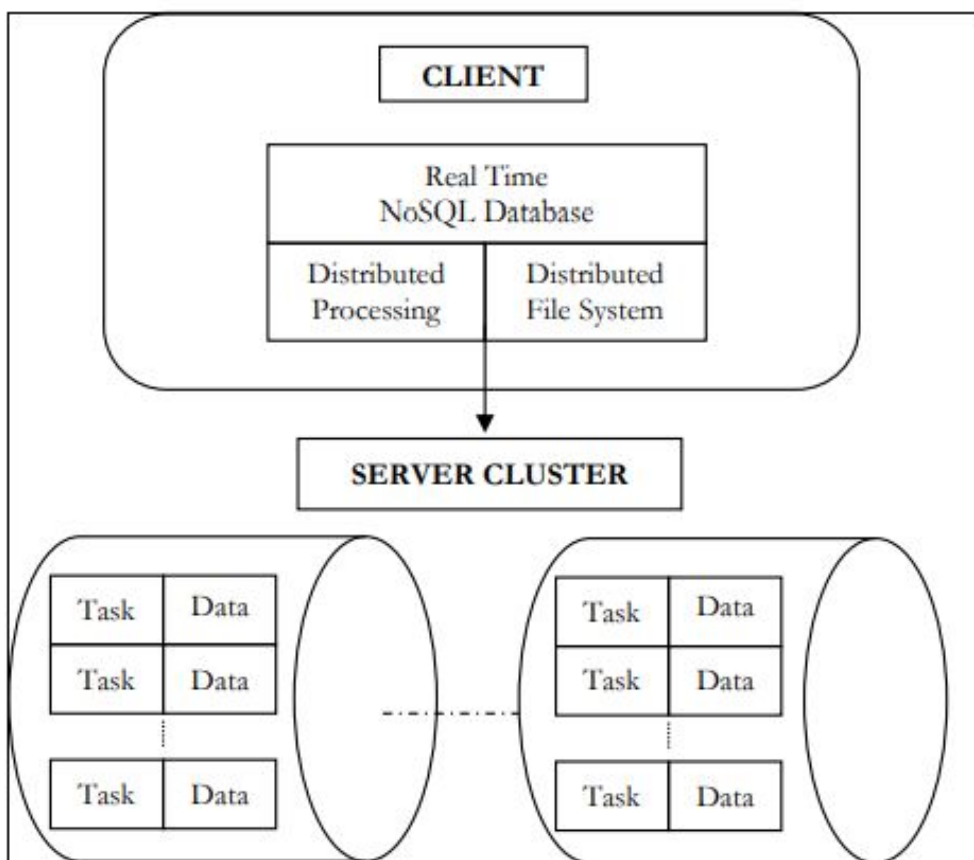 CLIENT
Real Time
NoSQL Database
Distributed
Processing
Distributed
File System
SERVER CLUSTER
Task Data
Task Data
Task Data
Task Data
Task Data
Task Data